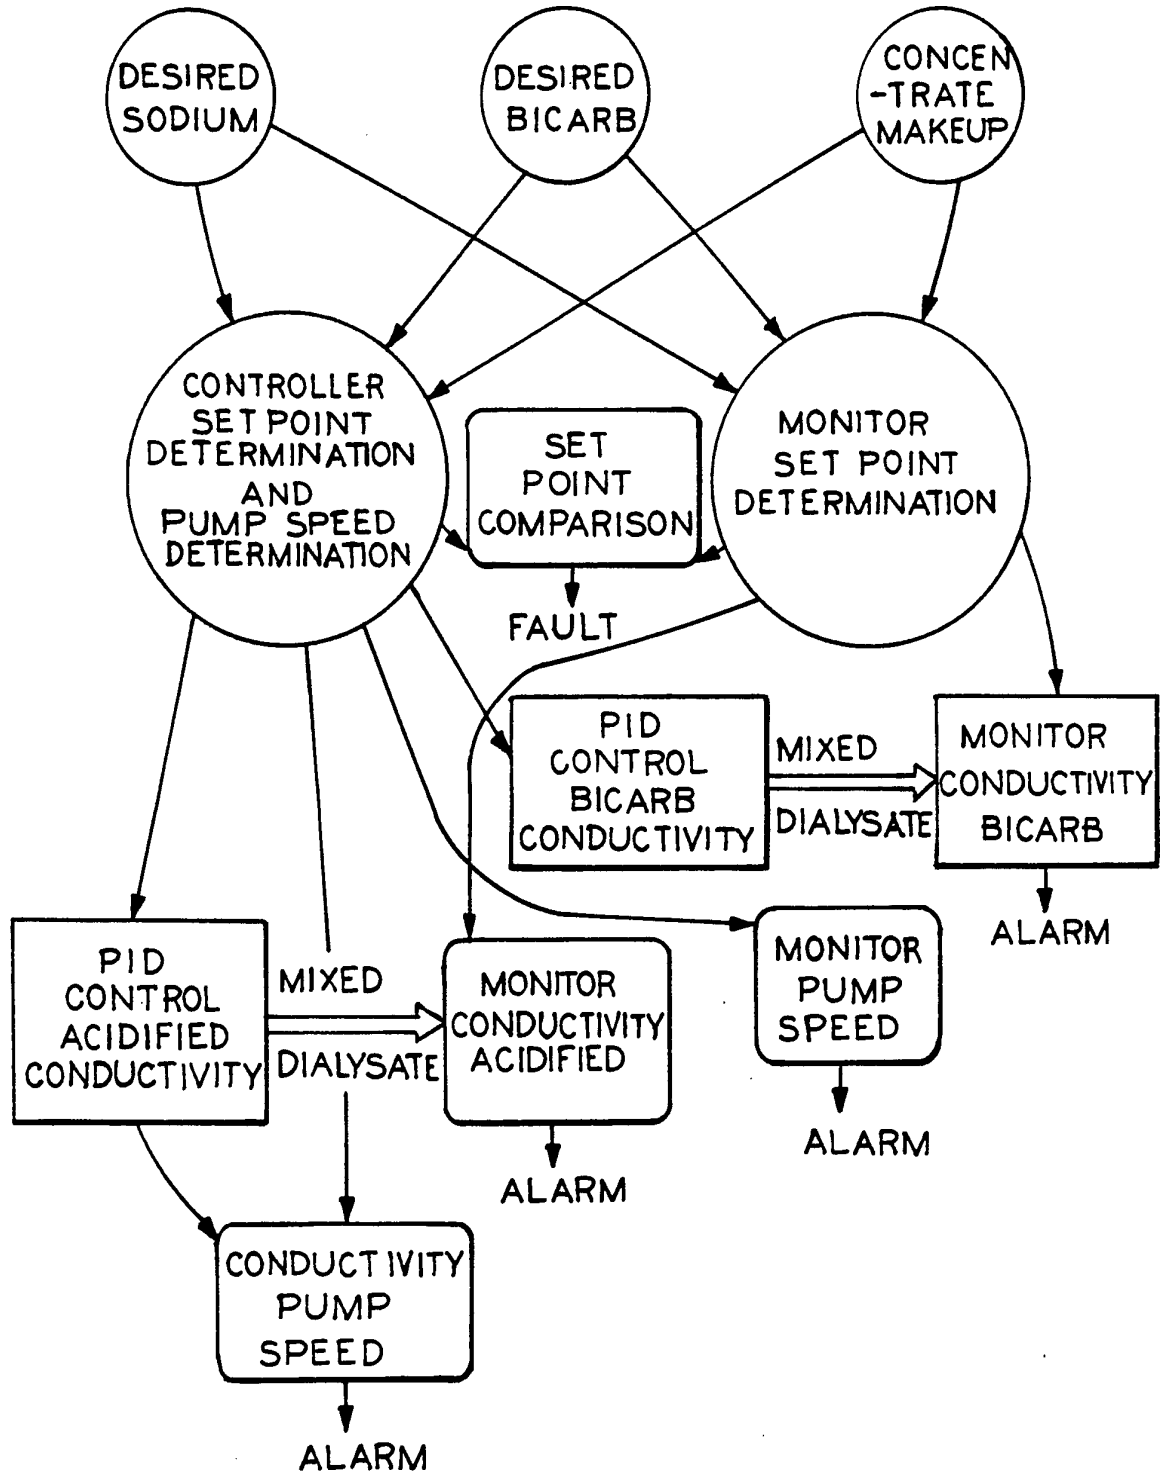 DESIRED
SODIUM
DESIRED
BICARB
CONCEN
-TRATE
MAKEUP
CONTROLLER
SET POINT
DETERMINATION
AND
PUMP SPEED
DETERMINATION
SET
POINT
COMPARISON
MONITOR
SET POINT
DETERMINATION
FAULT
PID
CONTROL
BICARB
CONDUCTIVITY
MIXED
DIALYSATE
MONITOR
CONDUCTIVITY
BICARB
ALARM
PID
CONTROL
ACIDIFIED
CONDUCTIVITY
MIXED
DIALYSATE
MONITOR
CONDUCTIVITY
ACIDIFIED
ALARM
MONITOR
PUMP
SPEED
ALARM
CONDUCTIVITY
PUMP
SPEED
ALARM